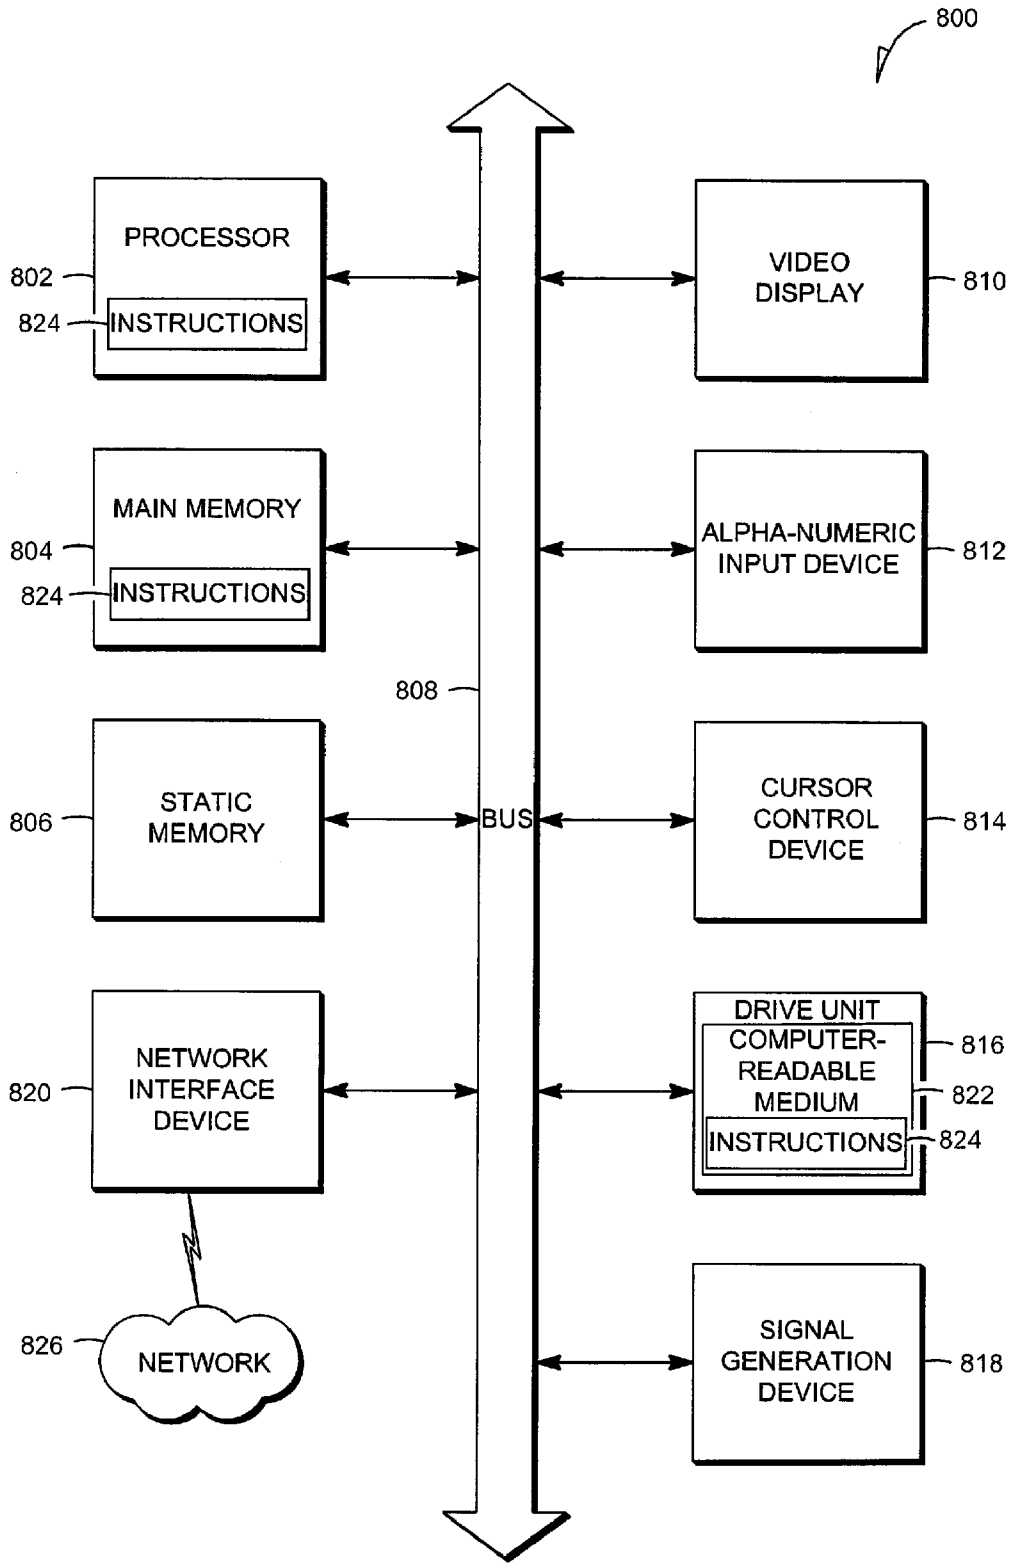 800
PROCESSOR
802
824
INSTRUCTIONS
VIDEO
DISPLAY
810
MAIN MEMORY
804
824
INSTRUCTIONS
ALPHA-NUMERIC
INPUT DEVICE
812
808
STATIC
MEMORY
806
BUS
CURSOR
CONTROL
DEVICE
814
NETWORK
INTERFACE
DEVICE
820
DRIVE UNIT
816
COMPUTER-
READABLE
MEDIUM
822
INSTRUCTIONS
824
826
NETWORK
SIGNAL
GENERATION
DEVICE
818